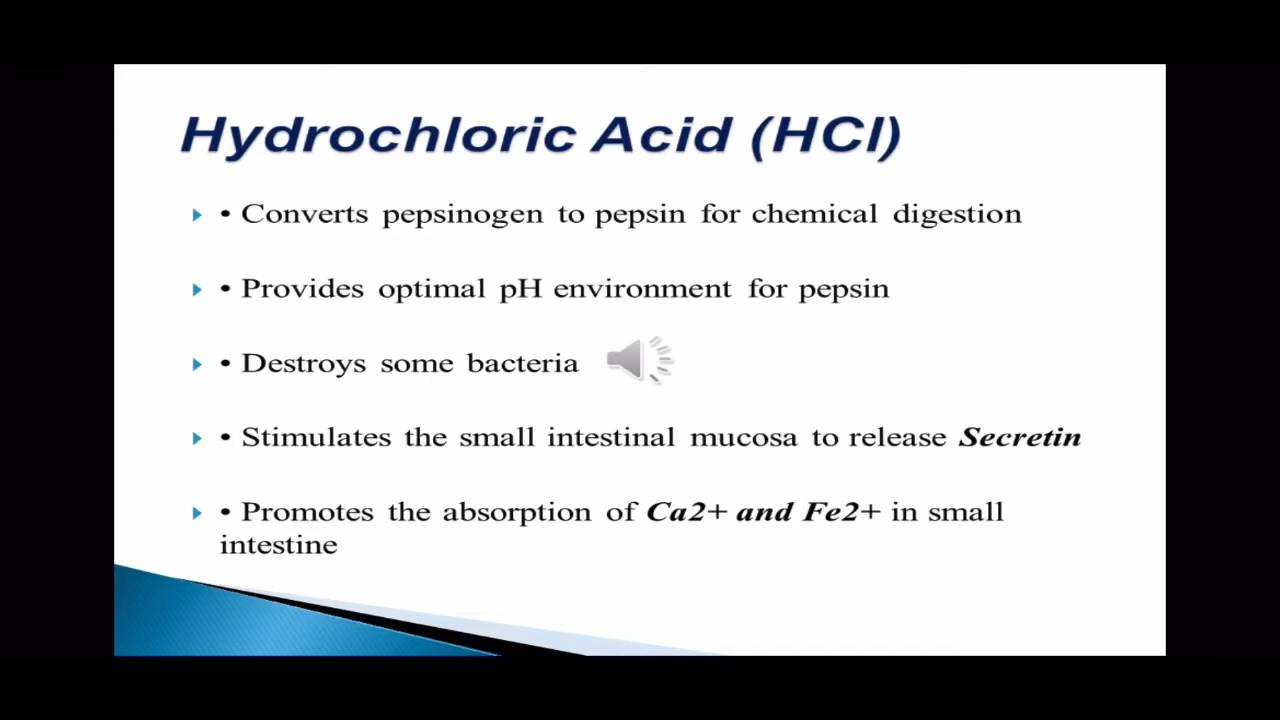 Hydrochloric Acid (HCl)
• Converts pepsinogen to pepsin for chemical digestion
• Provides optimal pH environment for pepsin
• Destroys some bacteria
• Stimulates the small intestinal mucosa to release Secretin
• Promotes the absorption of Ca2+ and Fe2+ in small
intestine